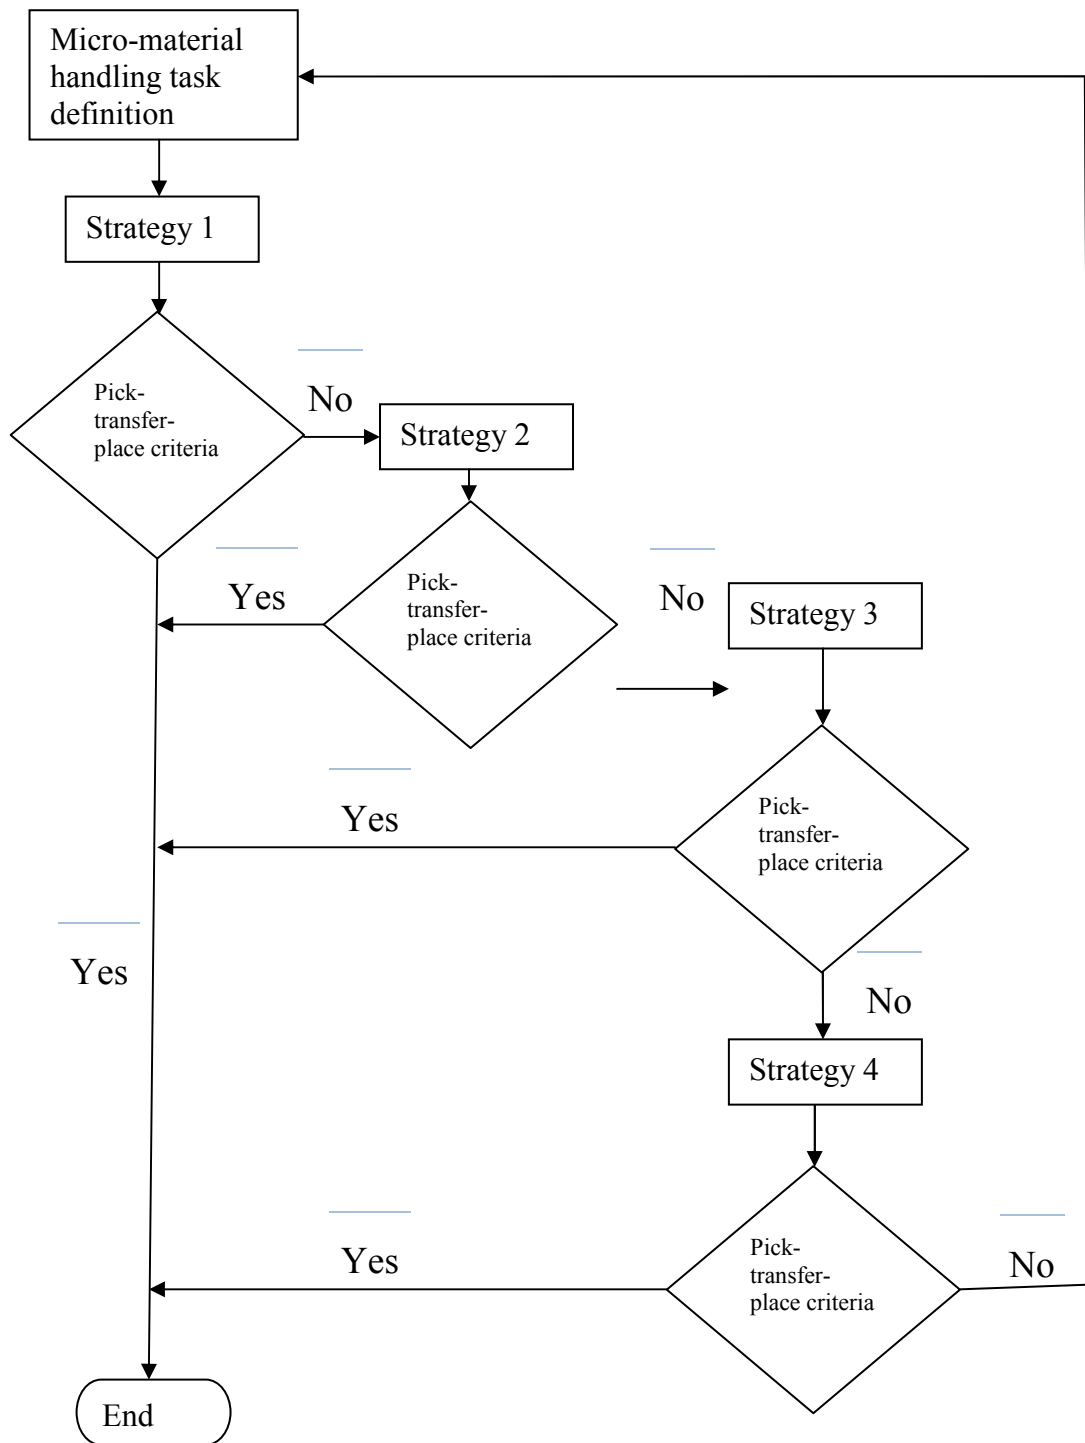 Micro-material
handling task
definition
Strategy 1
Pick-
transfer-
place criteria
No
Strategy 2
Yes
Pick-
transfer-
place criteria
No
Strategy 3
Yes
Pick-
transfer-
place criteria
Yes
No
Strategy 4
Yes
Pick-
transfer-
place criteria
No
End